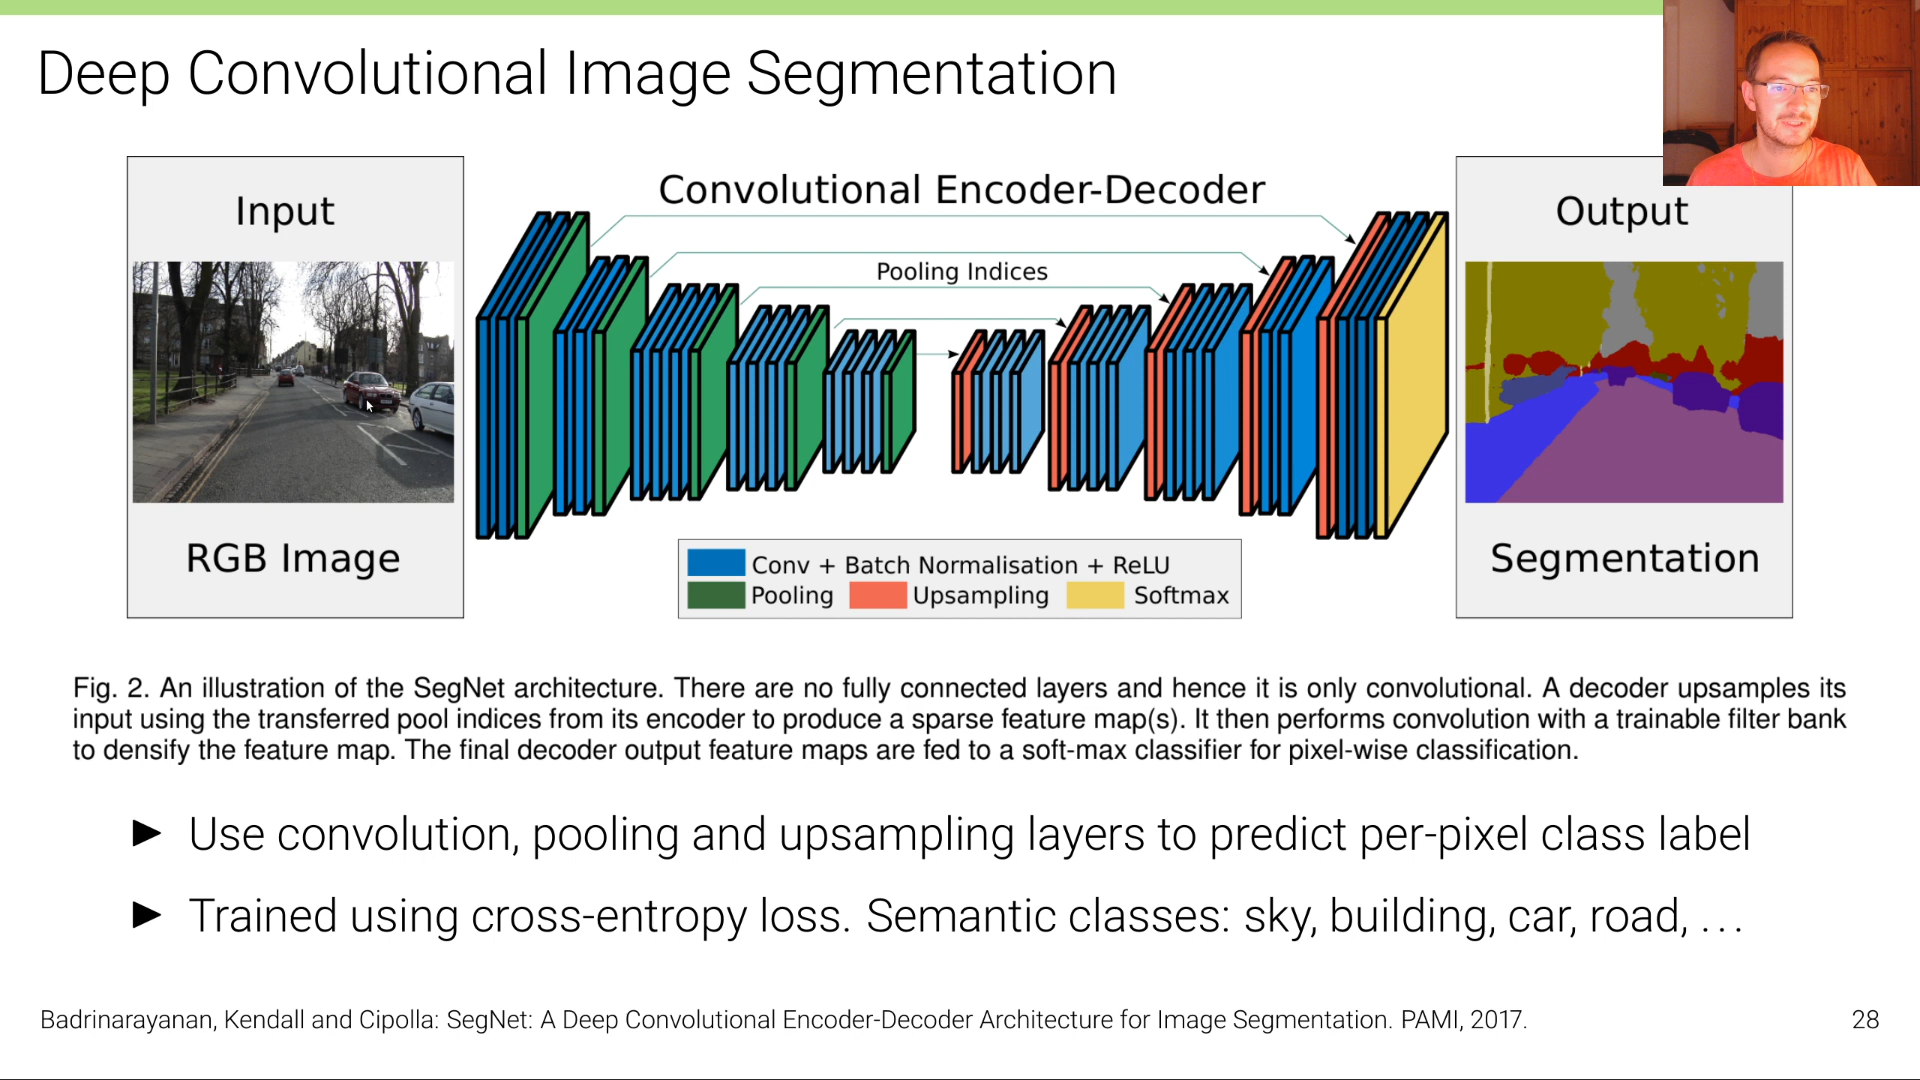 Deep Convolutional Image Segmentation
Input
Convolutional Encoder-Decoder
Output
Pooling Indices
RGB Image
Segmentation
Conv + Batch Normalisation + ReLU
Pooling Upsampling Softmax
Fig. 2. An illustration of the SegNet architecture. There are no fully connected layers and hence it is only convolutional. A decoder upsamples its
input using the transferred pool indices from its encoder to produce a sparse feature map(s). It then performs convolution with a trainable filter bank
to densify the feature map. The final decoder output feature maps are fed to a soft-max classifier for pixel-wise classification.
► Use convolution, pooling and upsampling layers to predict per-pixel class label
► Trained using cross-entropy loss. Semantic classes: sky, building, car, road, ...
Badrinarayanan, Kendall and Cipolla: SegNet: A Deep Convolutional Encoder-Decoder Architecture for Image Segmentation. PAMI, 2017.
28